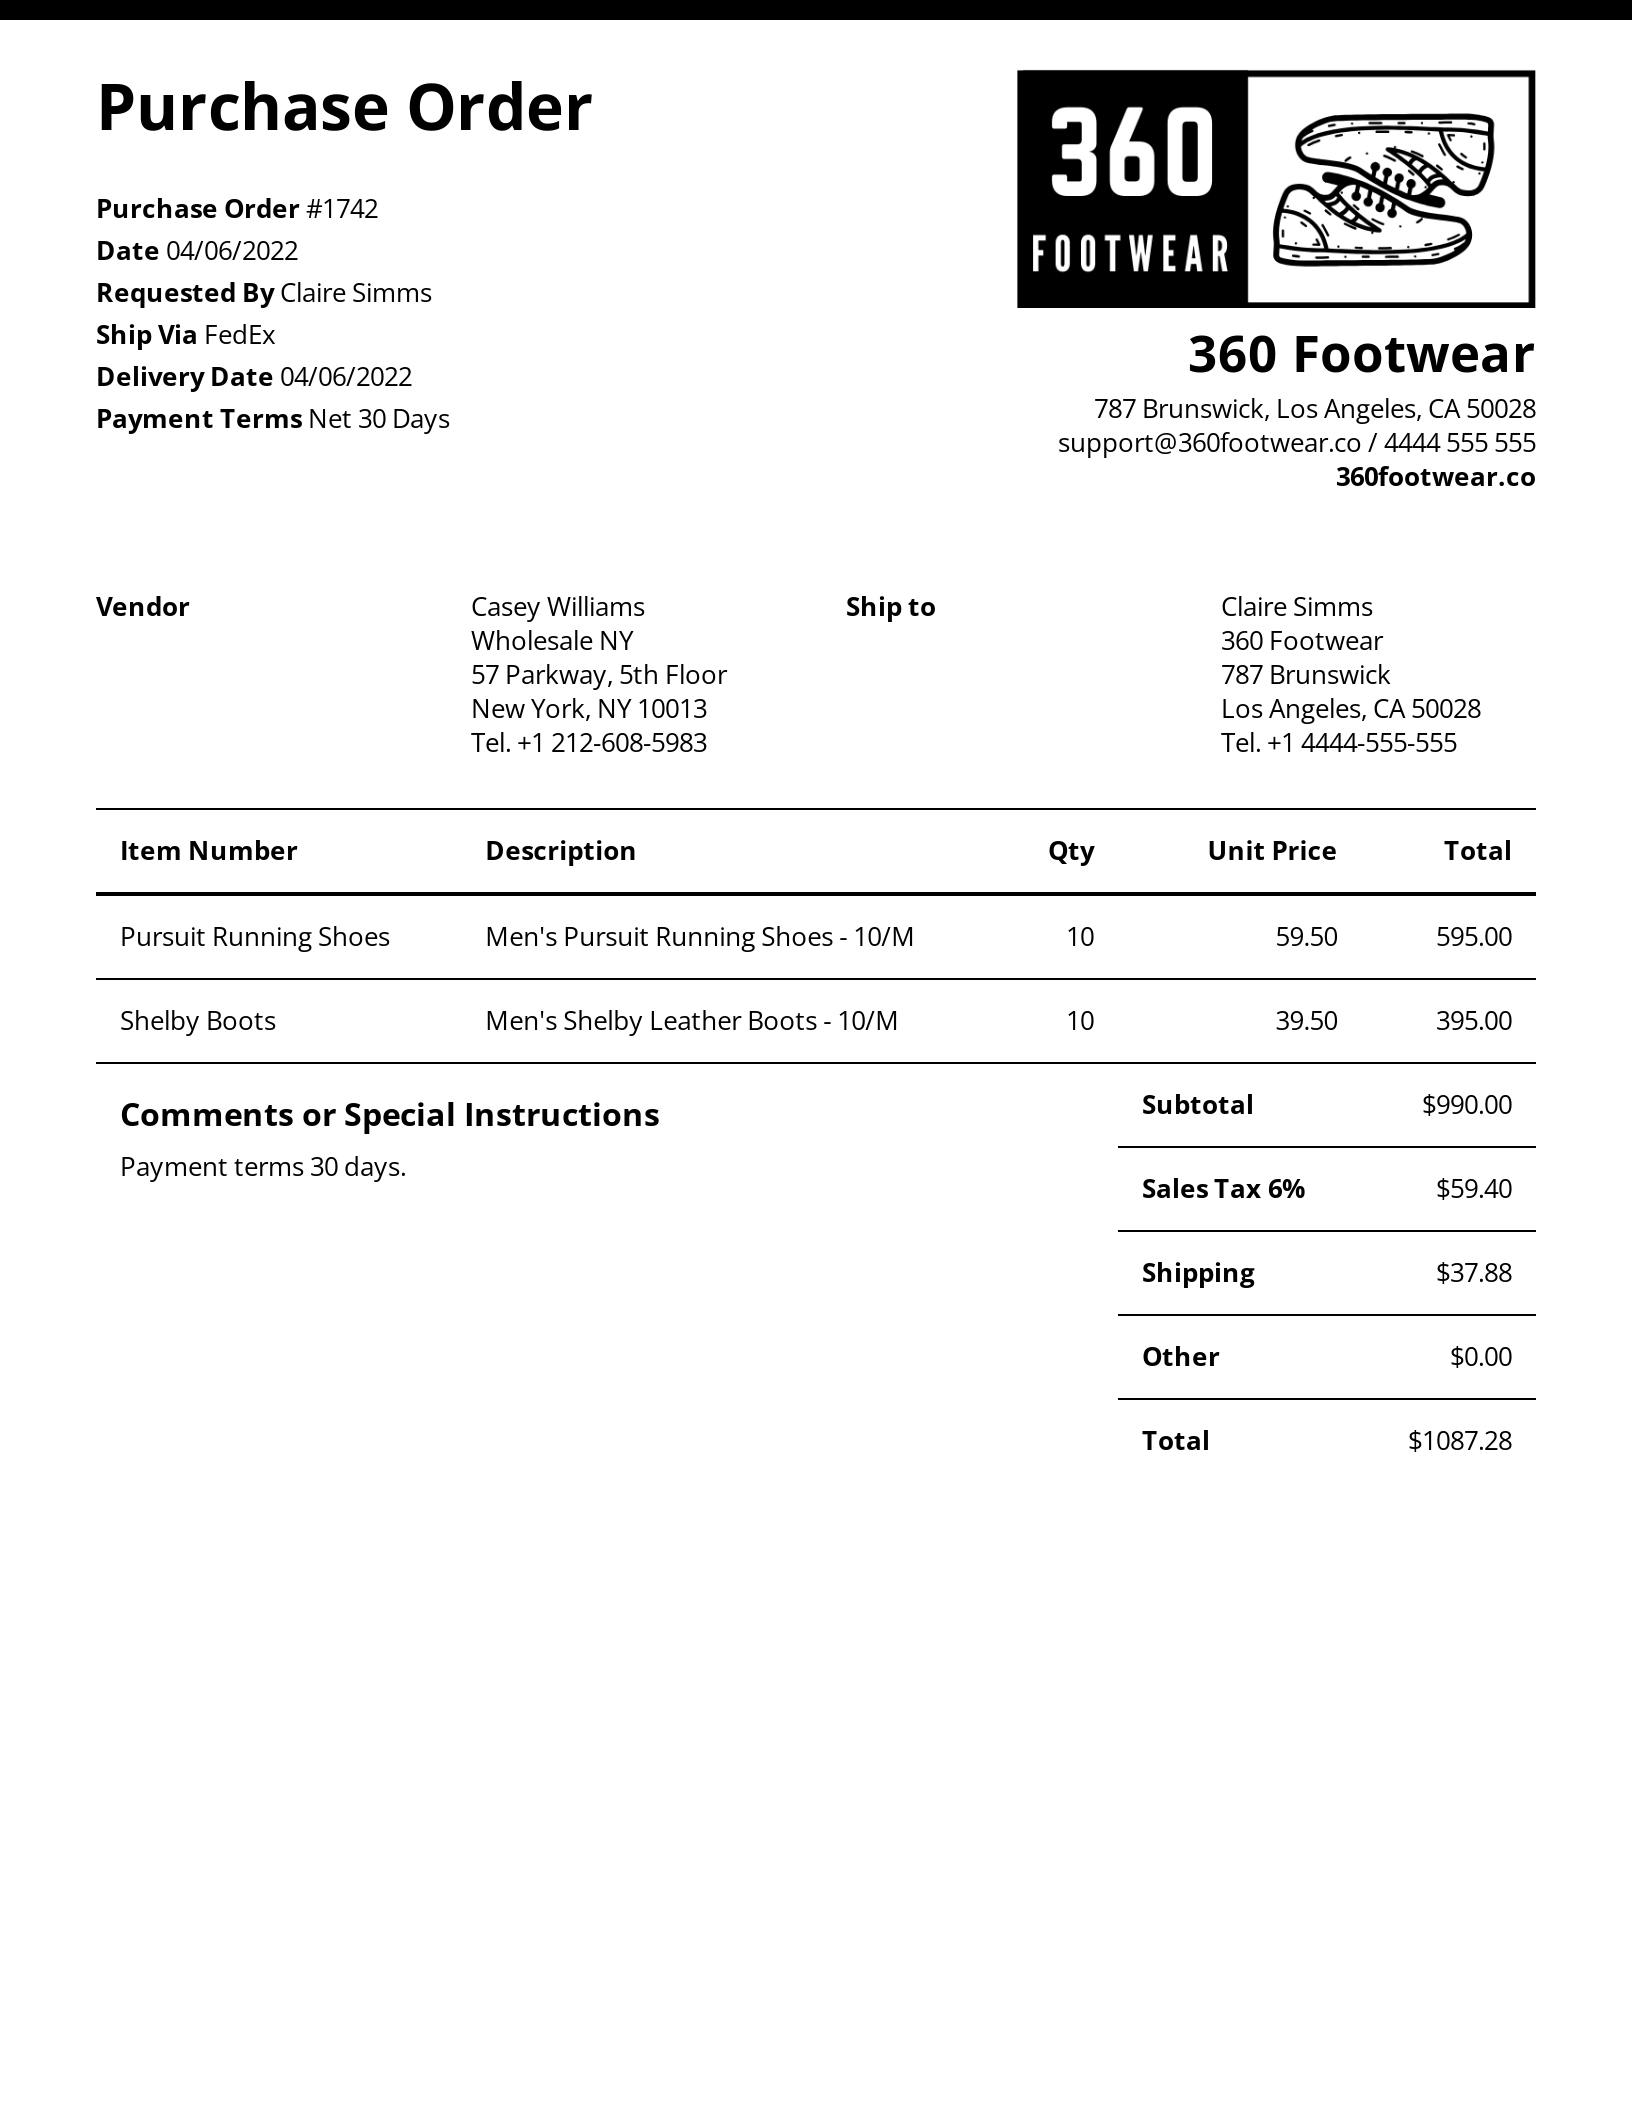 Purchase Order
Purchase Order #1742
Date 04/06/2022
Requested By Claire Simms
Ship Via FedEx
Delivery Date 04/06/2022
Payment Terms Net 30 Days
360
FOOTWEAR
360 Footwear
787 Brunswick, Los Angeles, CA 50028
support@360footwear.co / 4444 555 555
360footwear.co
Vendor
Casey Williams
Wholesale NY
57 Parkway, 5th Floor
New York, NY 10013
Tel. +1 212-608-5983
Ship to
Claire Simms
360 Footwear
787 Brunswick
Los Angeles, CA 50028
Tel. +1 4444-555-555
Item Number Description Qty Unit Price Total
Pursuit Running Shoes Men's Pursuit Running Shoes - 10/M 10 59.50 595.00
Shelby Boots Men's Shelby Leather Boots - 10/M 10 39.50 395.00
Comments or Special Instructions
Payment terms 30 days.
Subtotal $990.00
Sales Tax 6% $59.40
Shipping $37.88
Other $0.00
Total $1087.28